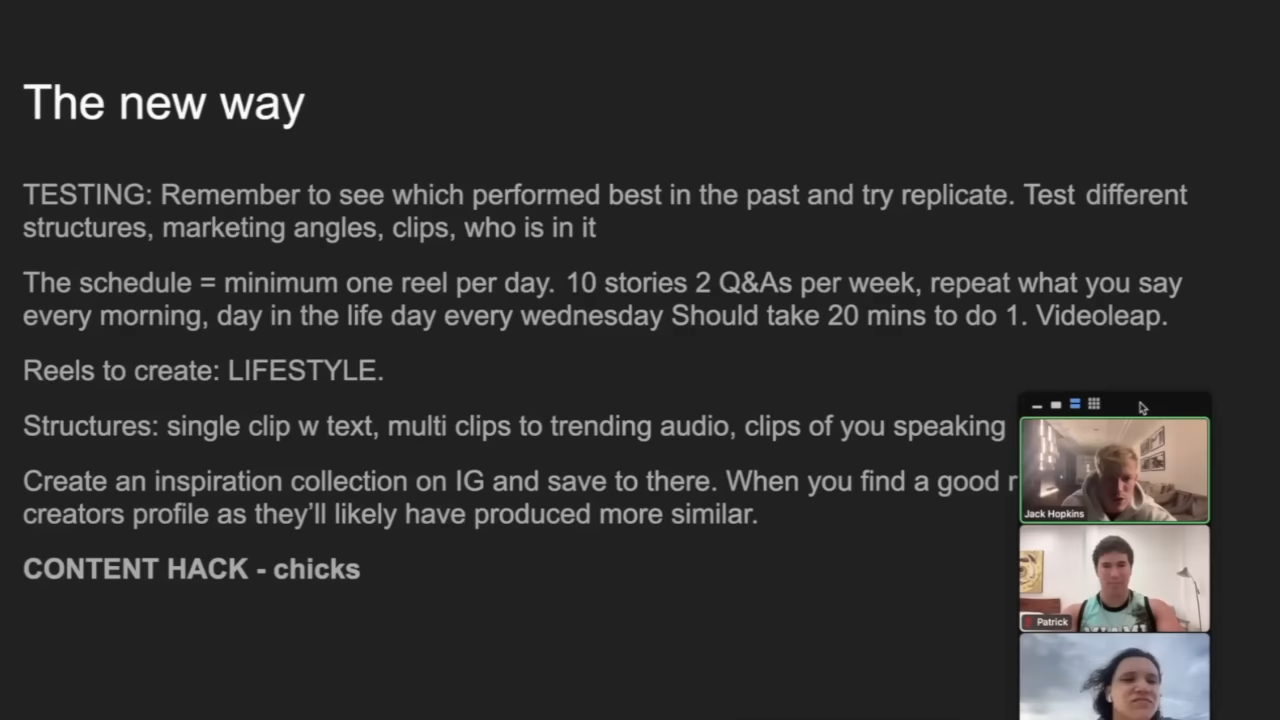 The new way
TESTING: Remember to see which performed best in the past and try replicate. Test different
structures, marketing angles, clips, who is in it
The schedule = minimum one reel per day. 10 stories 2 Q&As per week, repeat what you say
every morning, day in the life day every wednesday Should take 20 mins to do 1. Videoleap.
Reels to create: LIFESTYLE.
Structures: single clip w text, multi clips to trending audio, clips of you speaking
Create an inspiration collection on IG and save to there. When you find a good
creators profile as they'll likely have produced more similar.
CONTENT HACK - chicks
Jack Hopkins
Patrick